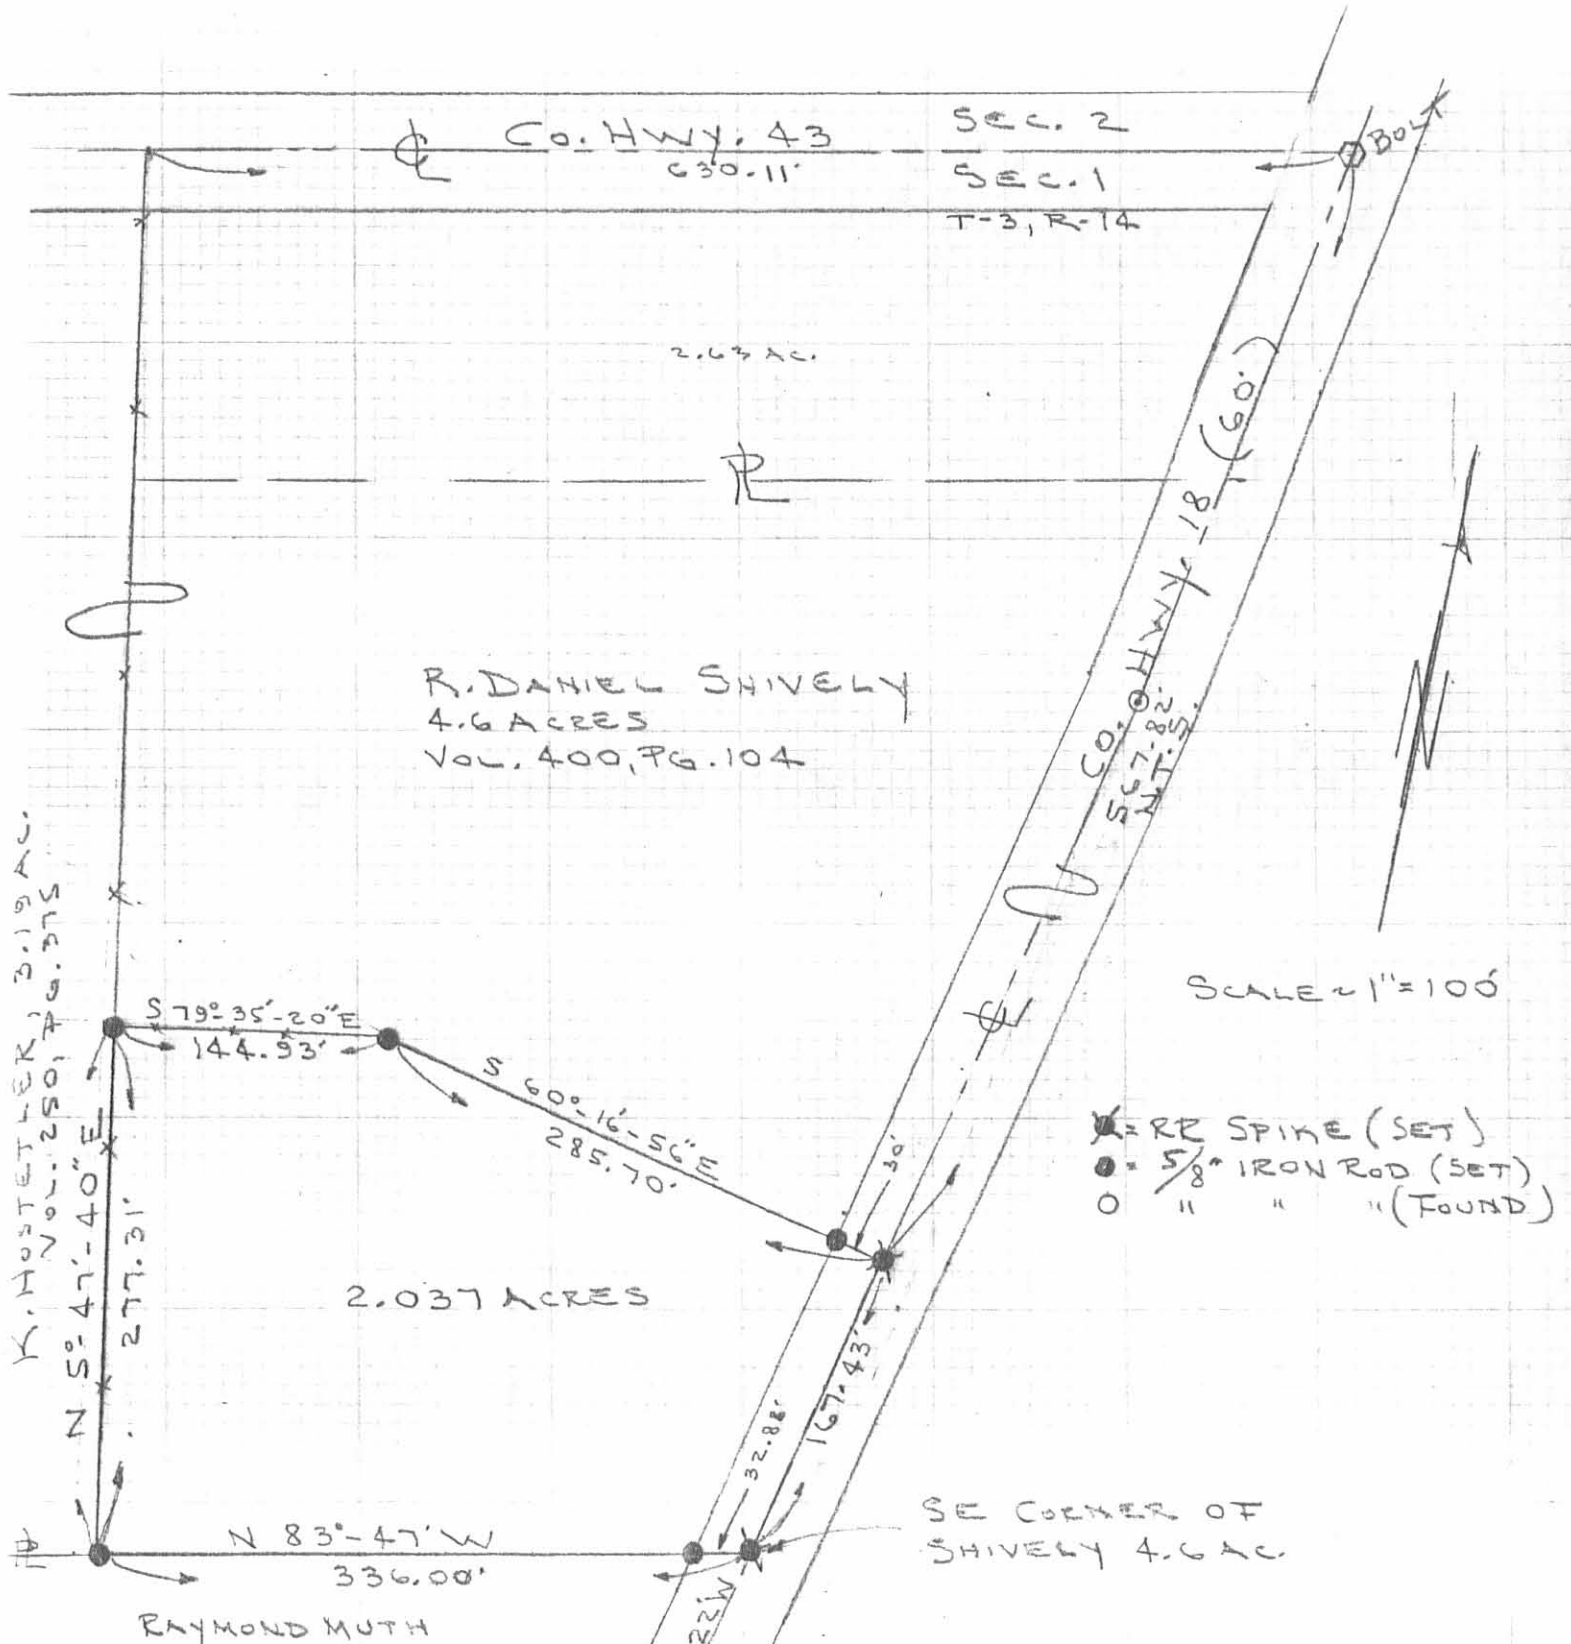 SEC. 2
℄ Co. HWY. 43
630.11'
SEC. 1
T-3, R-14
BOLT
2.63 AC.
℄ CO. HWY. 18 (60')
567.82'
N.T.S.
R. DANIEL SHIVELY
4.6 ACRES
VOL. 400, PG. 104
K. HOSTETLER, 3.19 AC.
VOL. 250, PG. 375
N
SCALE ~ 1" = 100'
S 79°-35'-20" E
144.93'
S 60°-16'-56" E
285.70'
30'
= RR SPIKE (SET)
= 5/8" IRON ROD (SET)
" " " (FOUND)
N 5°-47'-40" E
277.31'
2.037 ACRES
167.43'
32.88'
SE CORNER OF
SHIVELY 4.6 AC.
N 83°-47' W
336.00'
RAYMOND MUTH